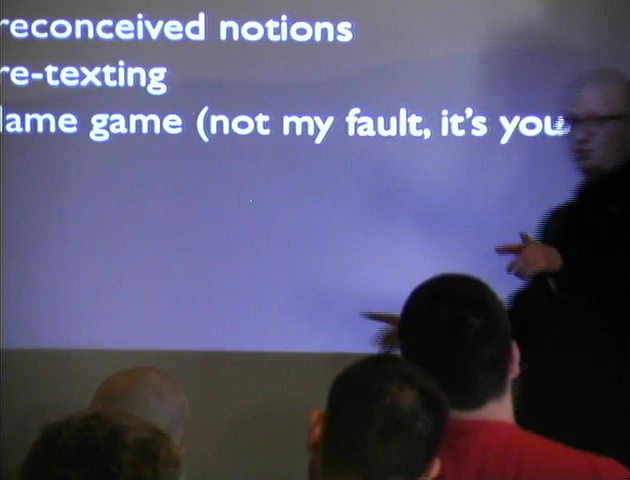 reconceived notions
re-texting
lame game (not my fault, it's you